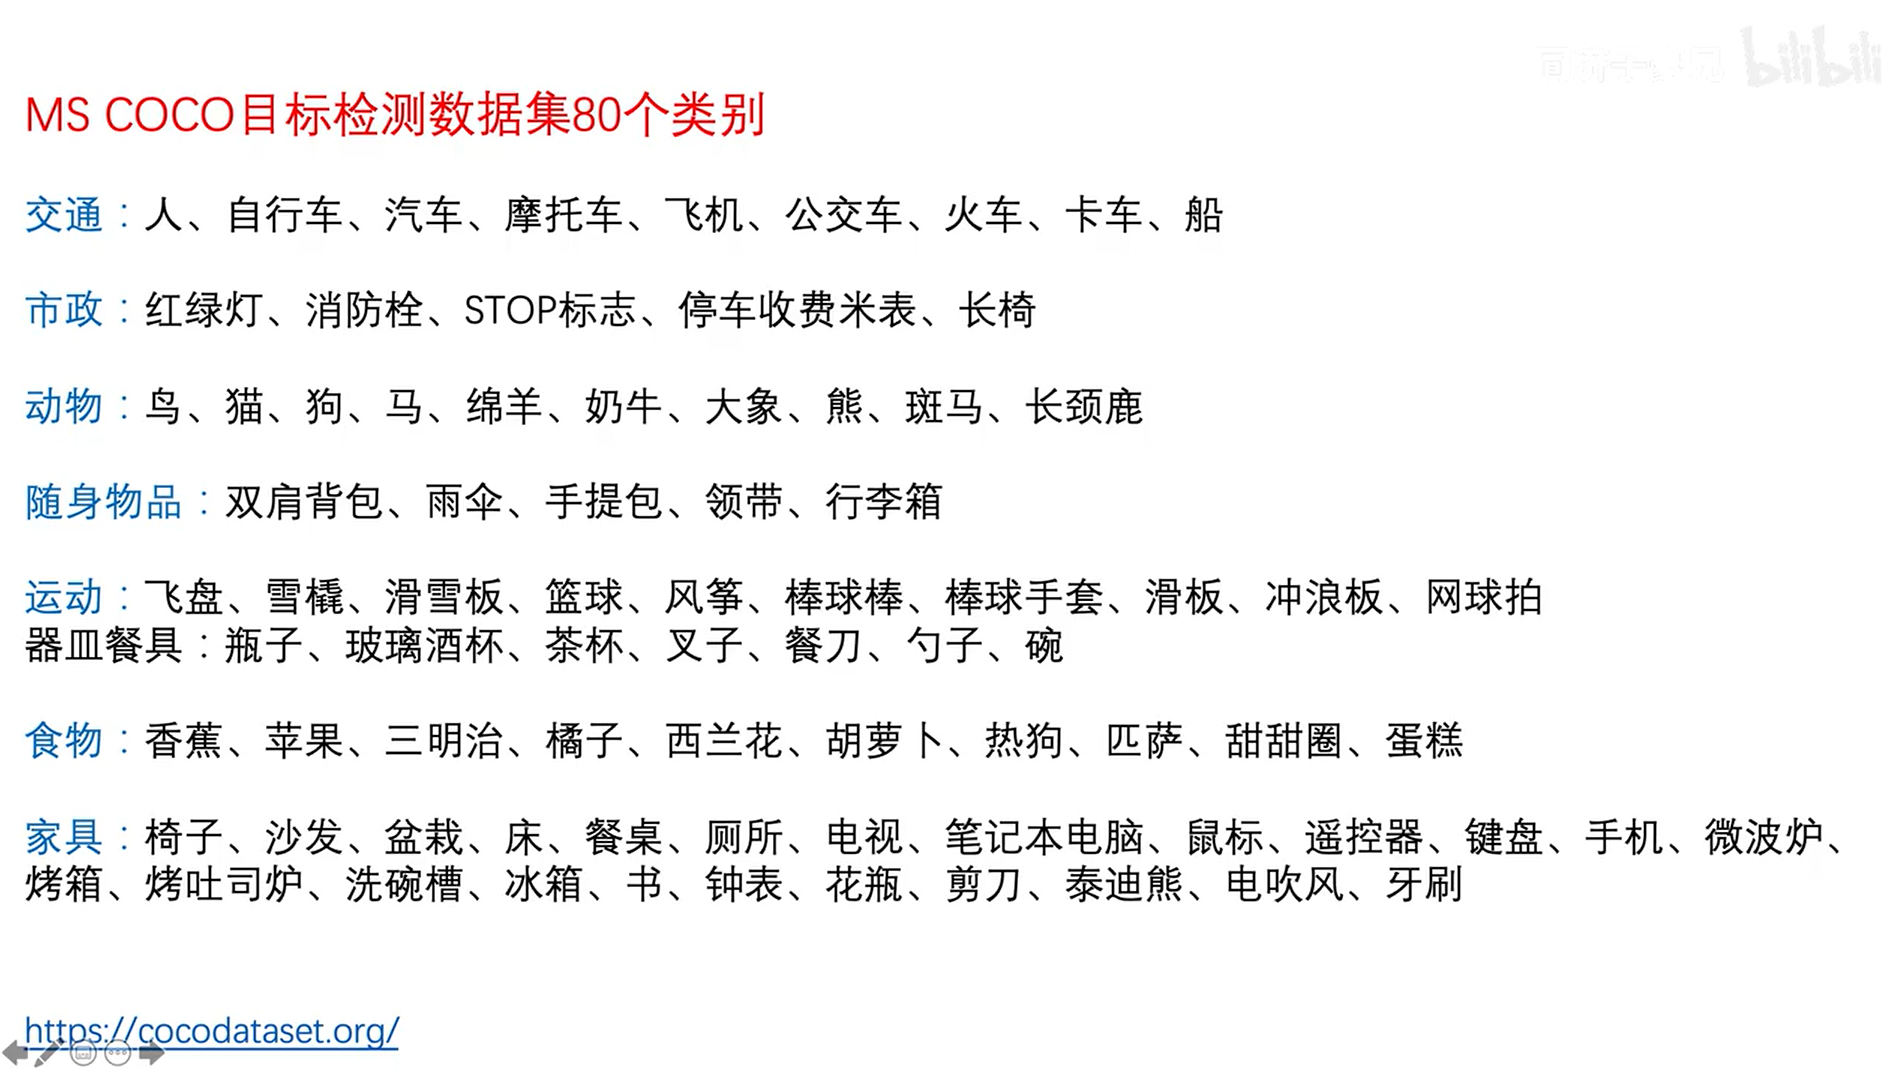 bilibili
MS COCO目标检测数据集80个类别
交通：人、自行车、汽车、摩托车、飞机、公交车、火车、卡车、船
市政：红绿灯、消防栓、STOP标志、停车收费米表、长椅
动物：鸟、猫、狗、马、绵羊、奶牛、大象、熊、斑马、长颈鹿
随身物品：双肩背包、雨伞、手提包、领带、行李箱
运动：飞盘、雪橇、滑雪板、篮球、风筝、棒球棒、棒球手套、滑板、冲浪板、网球拍
器皿餐具：瓶子、玻璃酒杯、茶杯、叉子、餐刀、勺子、碗
食物：香蕉、苹果、三明治、橘子、西兰花、胡萝卜、热狗、匹萨、甜甜圈、蛋糕
家具：椅子、沙发、盆栽、床、餐桌、厕所、电视、笔记本电脑、鼠标、遥控器、键盘、手机、微波炉、
烤箱、烤吐司炉、洗碗槽、冰箱、书、钟表、花瓶、剪刀、泰迪熊、电吹风、牙刷
https://cocodataset.org/